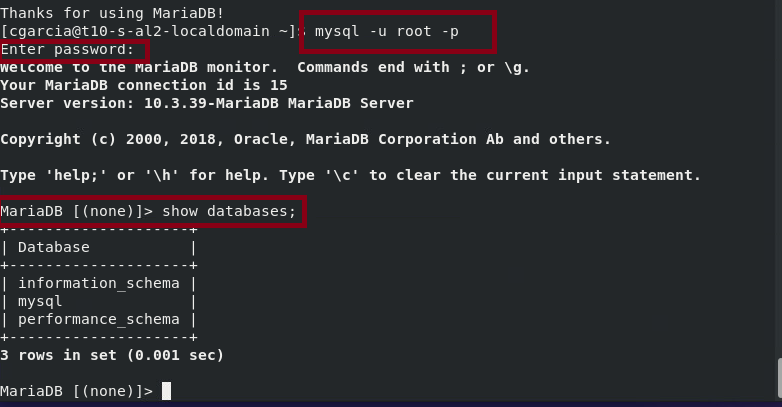 Thanks for using MariaDB!
[cgarcia@t10-s-al2-localdomain ~]$ mysql -u root -p
Enter password:
Welcome to the MariaDB monitor.  Commands end with ; or \g.
Your MariaDB connection id is 15
Server version: 10.3.39-MariaDB MariaDB Server

Copyright (c) 2000, 2018, Oracle, MariaDB Corporation Ab and others.

Type 'help;' or '\h' for help. Type '\c' to clear the current input statement.

MariaDB [(none)]> show databases;
+--------------------+
| Database           |
+--------------------+
| information_schema |
| mysql              |
| performance_schema |
+--------------------+
3 rows in set (0.001 sec)

MariaDB [(none)]>